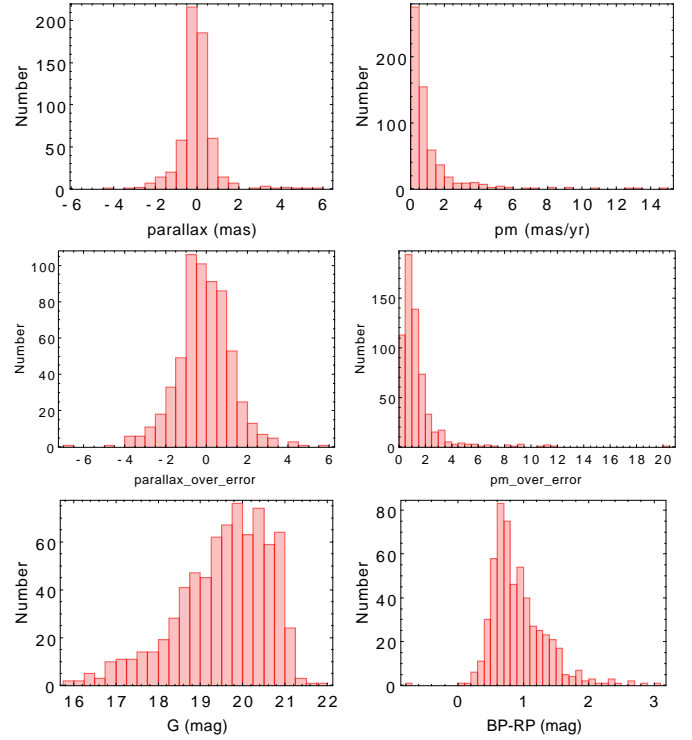 200
150
100
50
0
Number
- 6 - 4 - 2 0 2 4 6
parallax (mas)
200
100
0
Number
0 2 4 6 8 10 12 14
pm (mas/yr)
100
80
60
40
20
0
Number
- 6 - 4 - 2 0 2 4 6
parallax_over_error
150
100
50
0
Number
0 2 4 6 8 10 12 14 16 18 20
pm_over_error
60
40
20
0
Number
16 17 18 19 20 21 22
G (mag)
80
60
40
20
0
Number
0 1 2 3
BP-RP (mag)